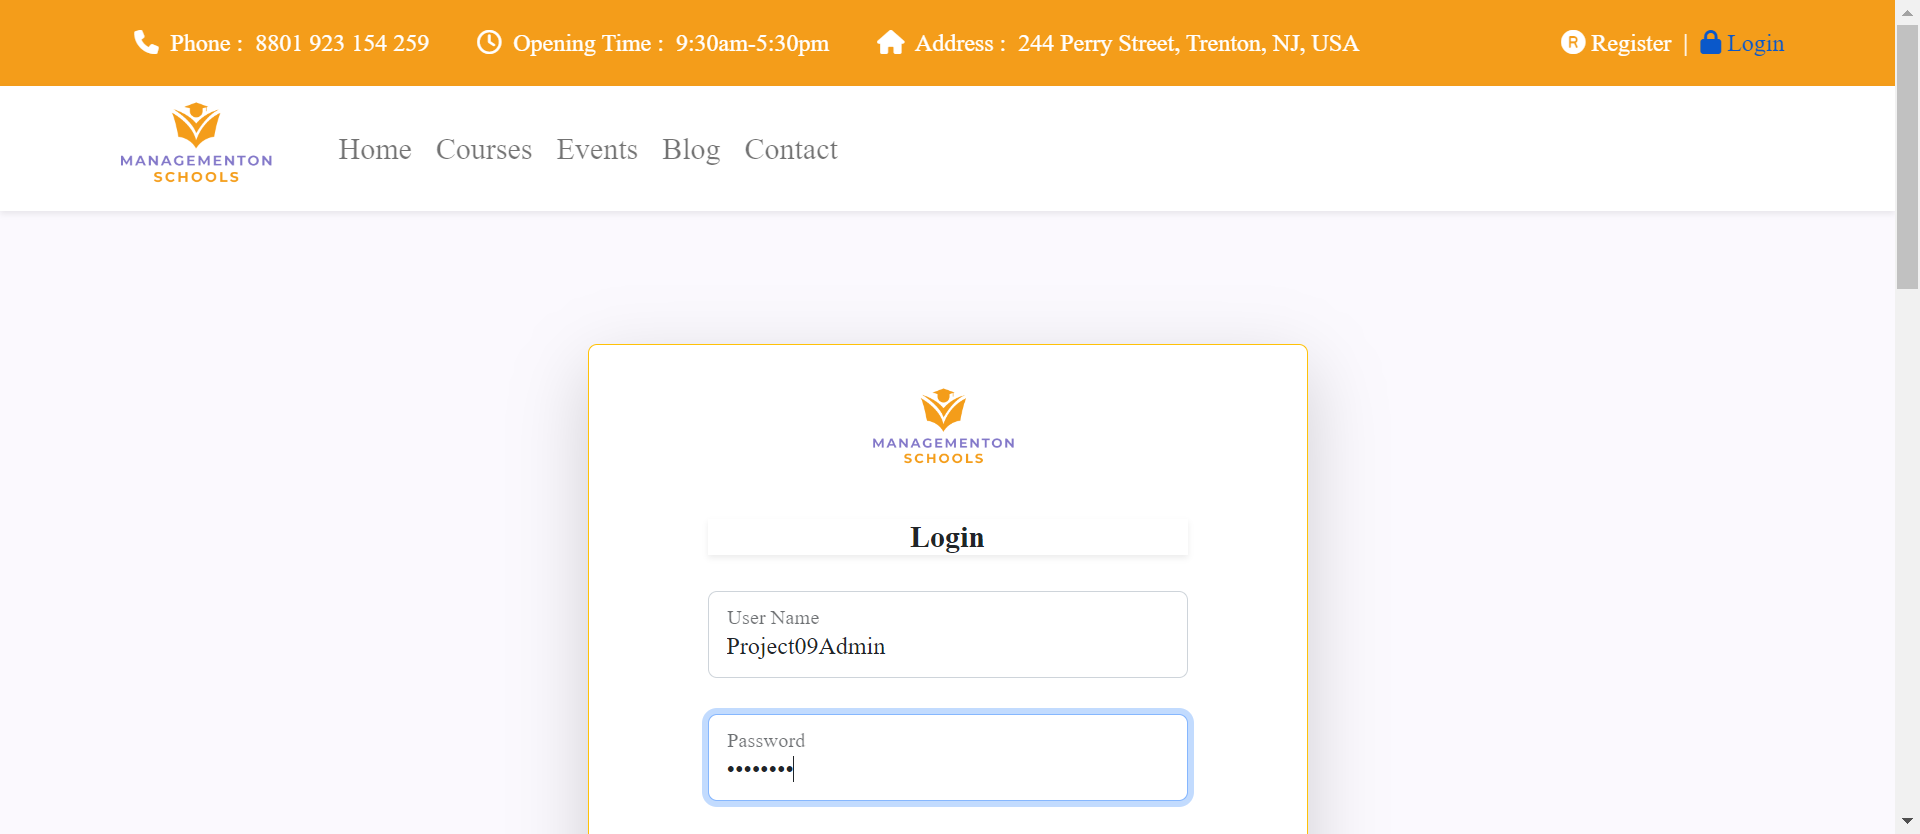 Phone : 8801 923 154 259 Opening Time : 9:30am-5:30pm Address : 244 Perry Street, Trenton, NJ, USA Register | Login
MANAGEMENTON
SCHOOLS
Home Courses Events Blog Contact
MANAGEMENTON
SCHOOLS
Login
User Name
Project09Admin
Password
••••••••